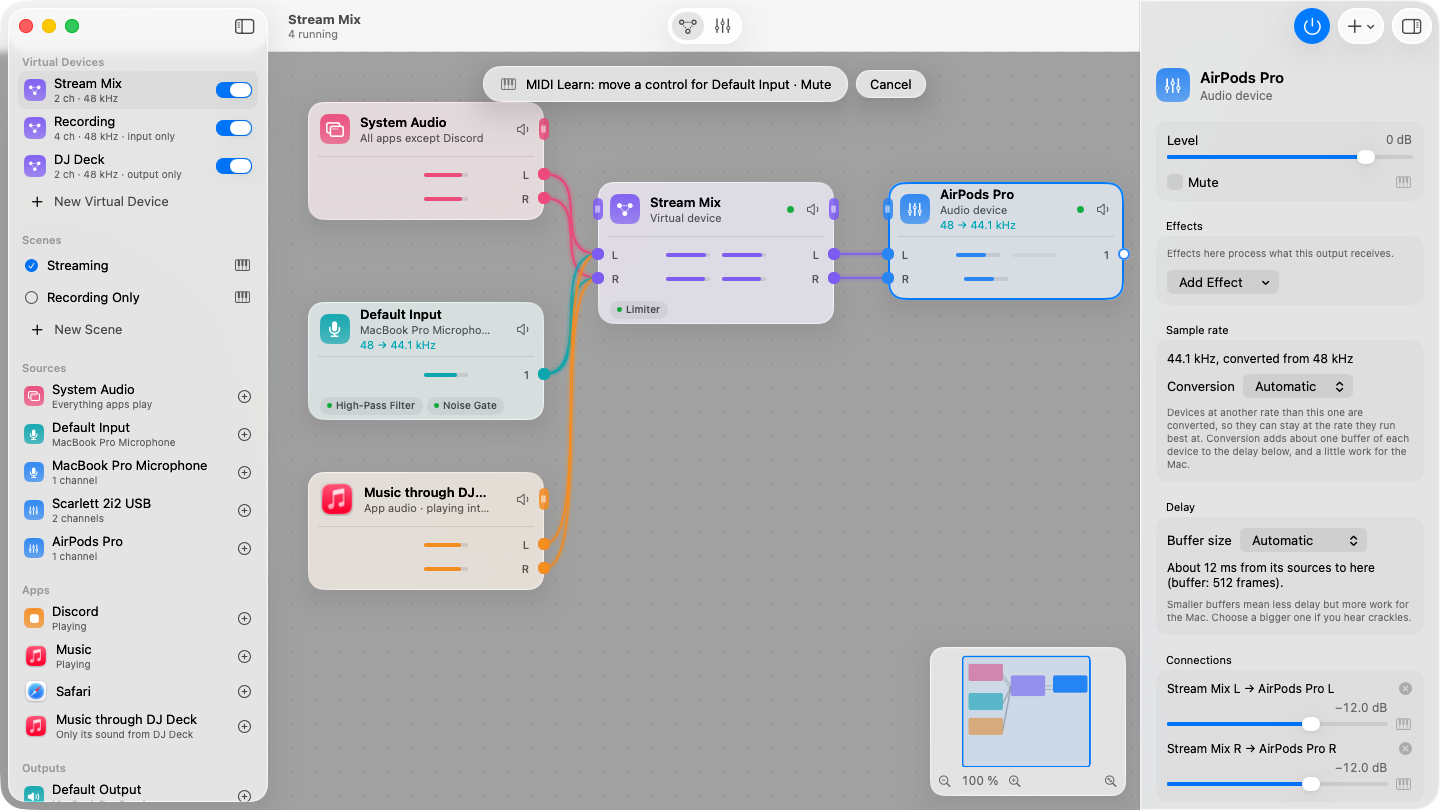 Virtual Devices
Stream Mix
2 ch · 48 kHz
Recording
4 ch · 48 kHz · input only
DJ Deck
2 ch · 48 kHz · output only
New Virtual Device
Scenes
Streaming
Recording Only
New Scene
Sources
System Audio
Everything apps play
Default Input
MacBook Pro Microphone
MacBook Pro Microphone
1 channel
Scarlett 2i2 USB
2 channels
AirPods Pro
1 channel
Apps
Discord
Playing
Music
Playing
Safari
Music through DJ Deck
Only its sound from DJ Deck
Outputs
Default Output
Stream Mix
4 running
MIDI Learn: move a control for Default Input · Mute
Cancel
System Audio
All apps except Discord
L
R
Default Input
MacBook Pro Micropho...
48 → 44.1 kHz
1
High-Pass Filter
Noise Gate
Music through DJ...
App audio · playing int...
L
R
Stream Mix
Virtual device
L
L
R
R
Limiter
AirPods Pro
Audio device
48 → 44.1 kHz
L
1
R
100 %
AirPods Pro
Audio device
Level
0 dB
Mute
Effects
Effects here process what this output receives.
Add Effect
Sample rate
44.1 kHz, converted from 48 kHz
Conversion
Automatic
Devices at another rate than this one are
converted, so they can stay at the rate they run
best at. Conversion adds about one buffer of each
device to the delay below, and a little work for the
Mac.
Delay
Buffer size
Automatic
About 12 ms from its sources to here
(buffer: 512 frames).
Smaller buffers mean less delay but more work for
the Mac. Choose a bigger one if you hear crackles.
Connections
Stream Mix L → AirPods Pro L
−12.0 dB
Stream Mix R → AirPods Pro R
−12.0 dB